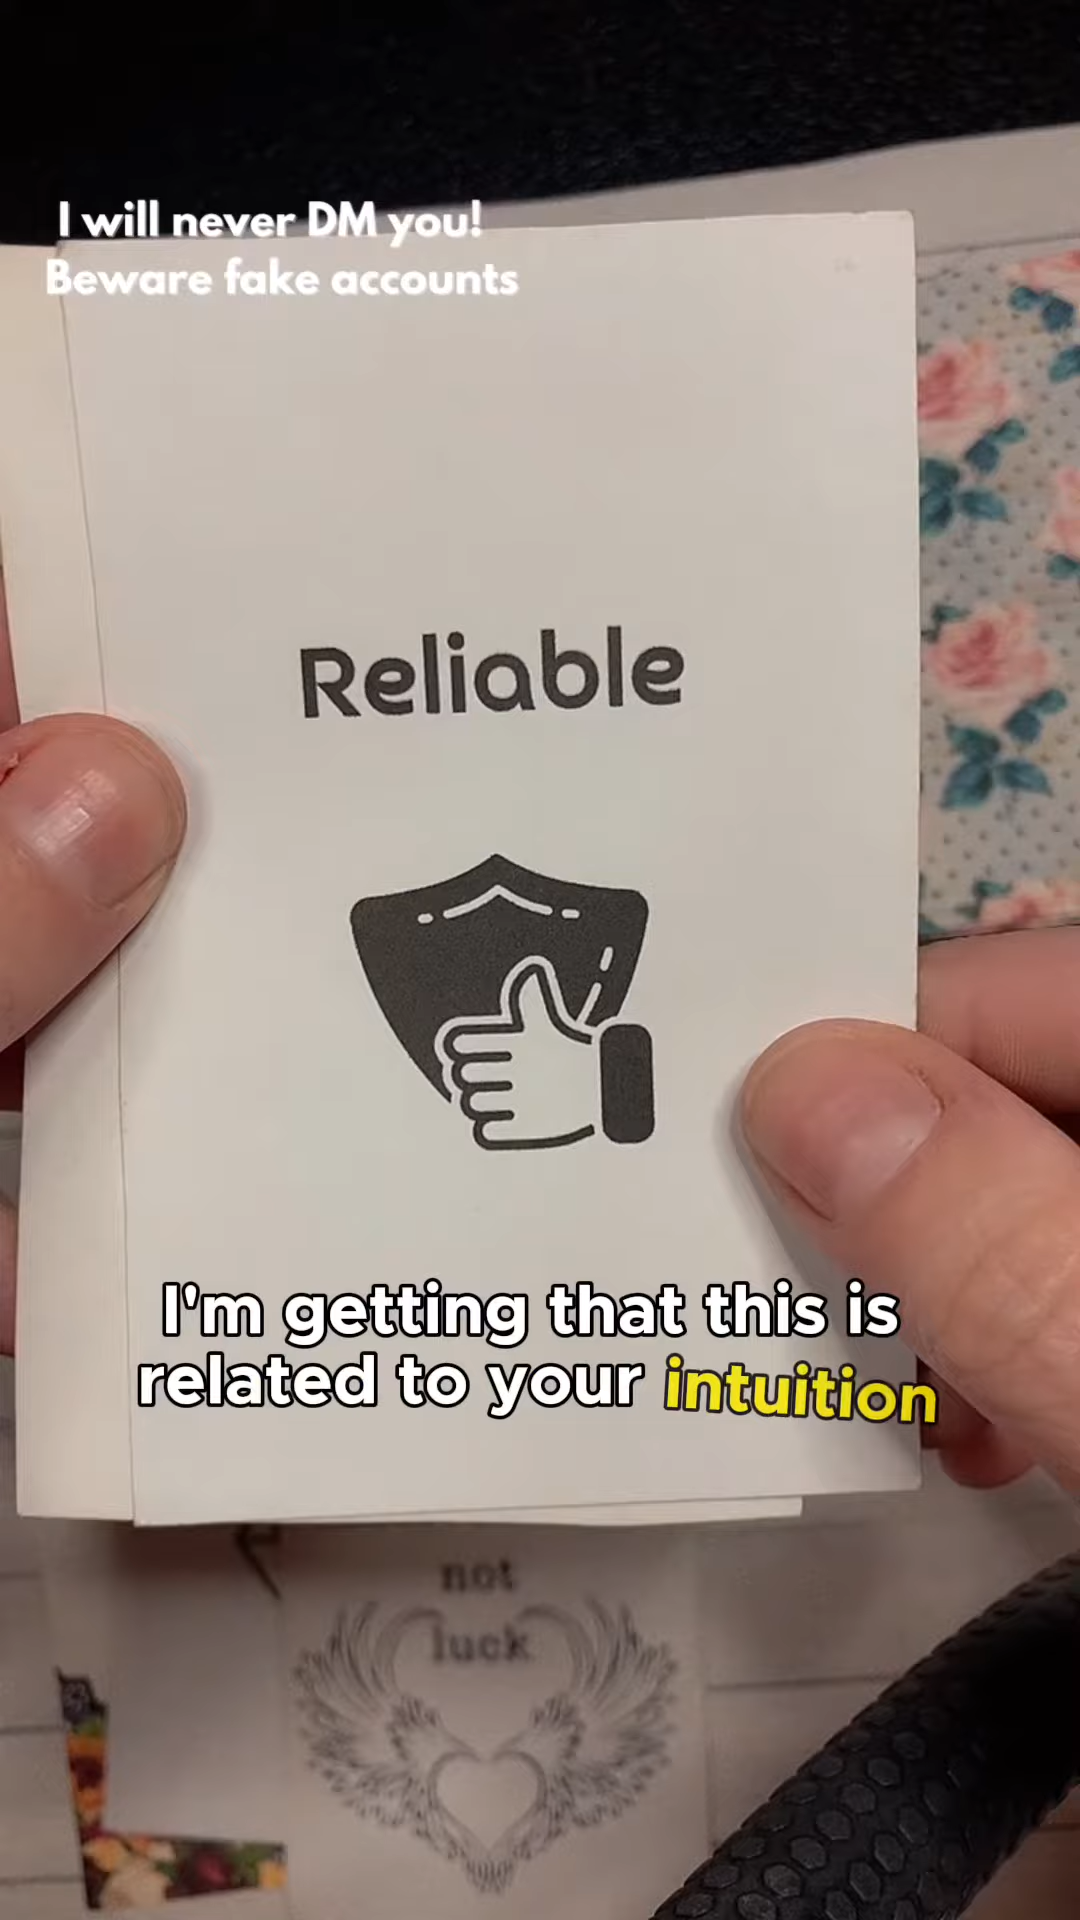 I will never DM you!
Beware fake accounts
Reliable
I'm getting that this is
related to your intuition
not
luck